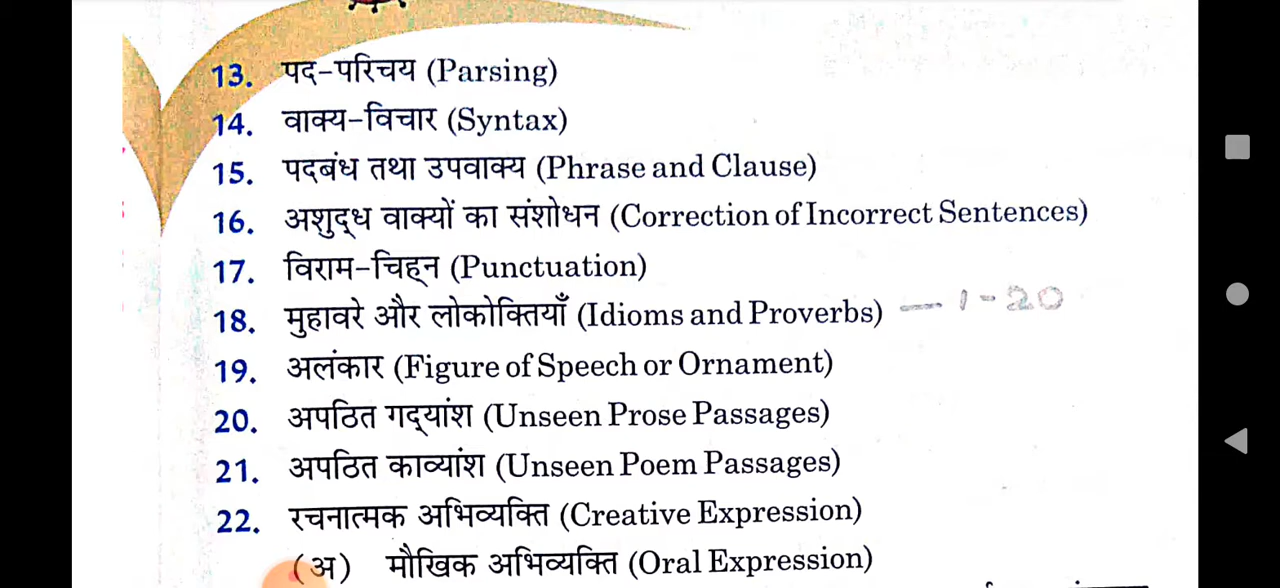 13. पद-परिचय (Parsing)
14. वाक्य-विचार (Syntax)
15. पदबंध तथा उपवाक्य (Phrase and Clause)
16. अशुद्ध वाक्यों का संशोधन (Correction of Incorrect Sentences)
17. विराम-चिह्न (Punctuation)
18. मुहावरे और लोकोक्तियाँ (Idioms and Proverbs) — 1-20
19. अलंकार (Figure of Speech or Ornament)
20. अपठित गद्यांश (Unseen Prose Passages)
21. अपठित काव्यांश (Unseen Poem Passages)
22. रचनात्मक अभिव्यक्ति (Creative Expression)
(अ) मौखिक अभिव्यक्ति (Oral Expression)